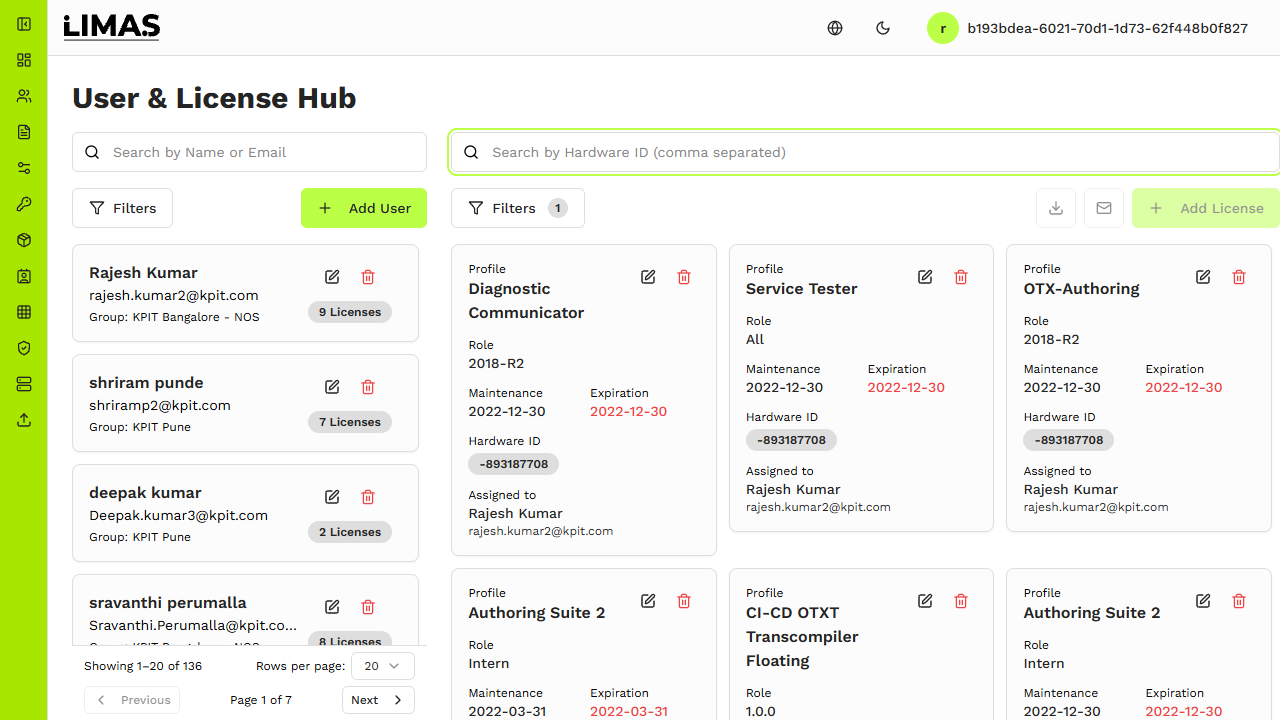 LIMAS
r
b193bdea-6021-70d1-1d73-62f448b0f827
User & License Hub
Search by Name or Email
Filters
Add User
Rajesh Kumar
rajesh.kumar2@kpit.com
Group: KPIT Bangalore - NOS
9 Licenses
shriram punde
shriramp2@kpit.com
Group: KPIT Pune
7 Licenses
deepak kumar
Deepak.kumar3@kpit.com
Group: KPIT Pune
2 Licenses
sravanthi perumalla
Sravanthi.Perumalla@kpit.co...
8 Licenses
Showing 1–20 of 136
Rows per page:
20
Previous
Page 1 of 7
Next
Search by Hardware ID (comma separated)
Filters
1
Add License
Profile
Diagnostic
Communicator
Role
2018-R2
Maintenance
2022-12-30
Expiration
2022-12-30
Hardware ID
-893187708
Assigned to
Rajesh Kumar
rajesh.kumar2@kpit.com
Profile
Service Tester
Role
All
Maintenance
2022-12-30
Expiration
2022-12-30
Hardware ID
-893187708
Assigned to
Rajesh Kumar
rajesh.kumar2@kpit.com
Profile
OTX-Authoring
Role
2018-R2
Maintenance
2022-12-30
Expiration
2022-12-30
Hardware ID
-893187708
Assigned to
Rajesh Kumar
rajesh.kumar2@kpit.com
Profile
Authoring Suite 2
Role
Intern
Maintenance
2022-03-31
Expiration
2022-03-31
Profile
CI-CD OTXT
Transcompiler
Floating
Role
1.0.0
Profile
Authoring Suite 2
Role
Intern
Maintenance
2022-12-30
Expiration
2022-12-30